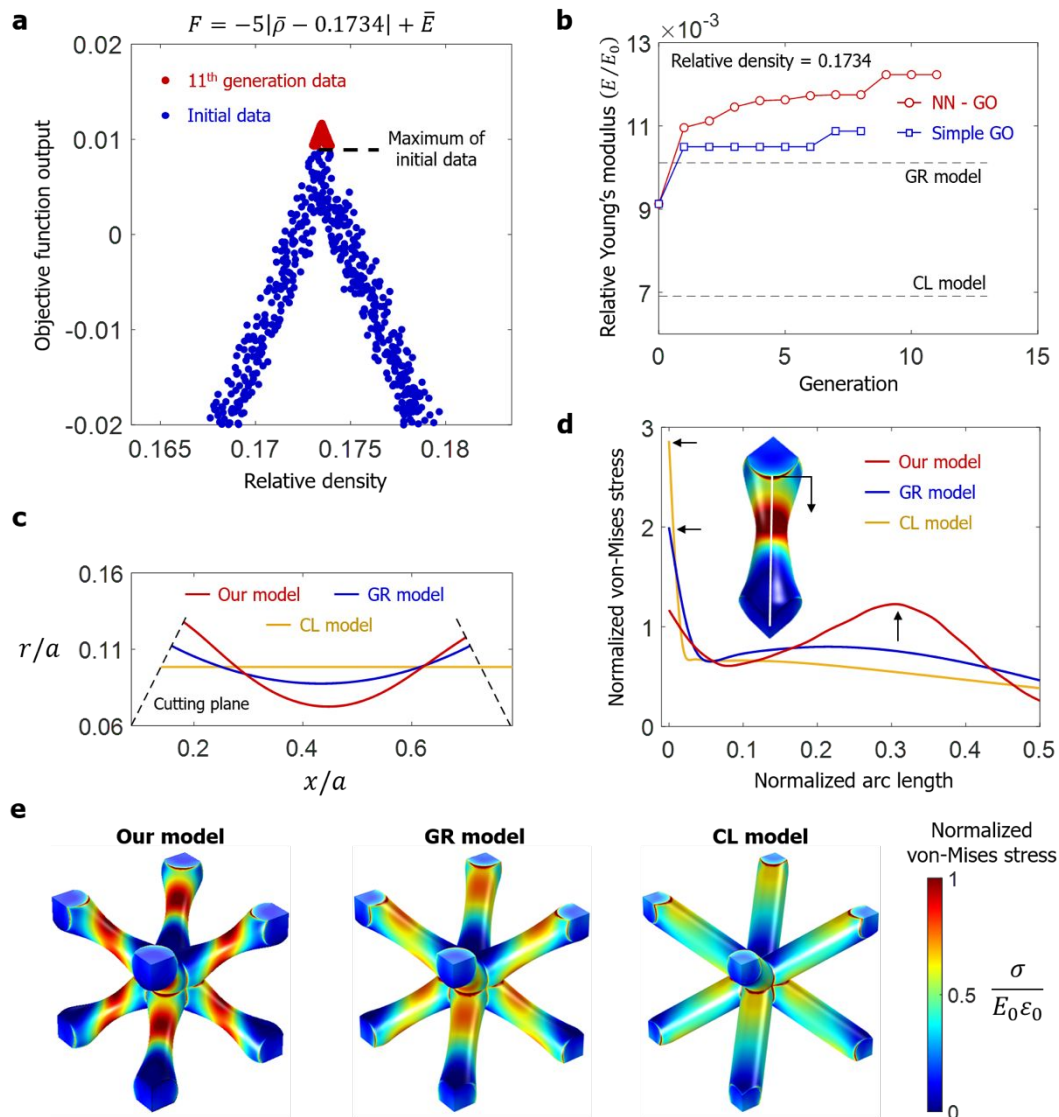 a
F = −5|ρ̄ − 0.1734| + Ē
0.02
0.01
0
-0.01
-0.02
Objective function output
11th generation data
Initial data
Maximum of
initial data
0.165
0.17
0.175
0.18
Relative density
b
×10⁻³
13
11
9
7
Relative Young's modulus (E/E₀)
Relative density = 0.1734
NN - GO
Simple GO
GR model
CL model
0
5
10
15
Generation
c
0.16
0.11
0.06
r/a
Our model
GR model
CL model
Cutting plane
0.2
0.4
0.6
x/a
d
3
2
1
0
Normalized von-Mises stress
Our model
GR model
CL model
0
0.1
0.2
0.3
0.4
0.5
Normalized arc length
e
Our model
GR model
CL model
Normalized
von-Mises stress
1
0.5
0
σ
E₀ε₀